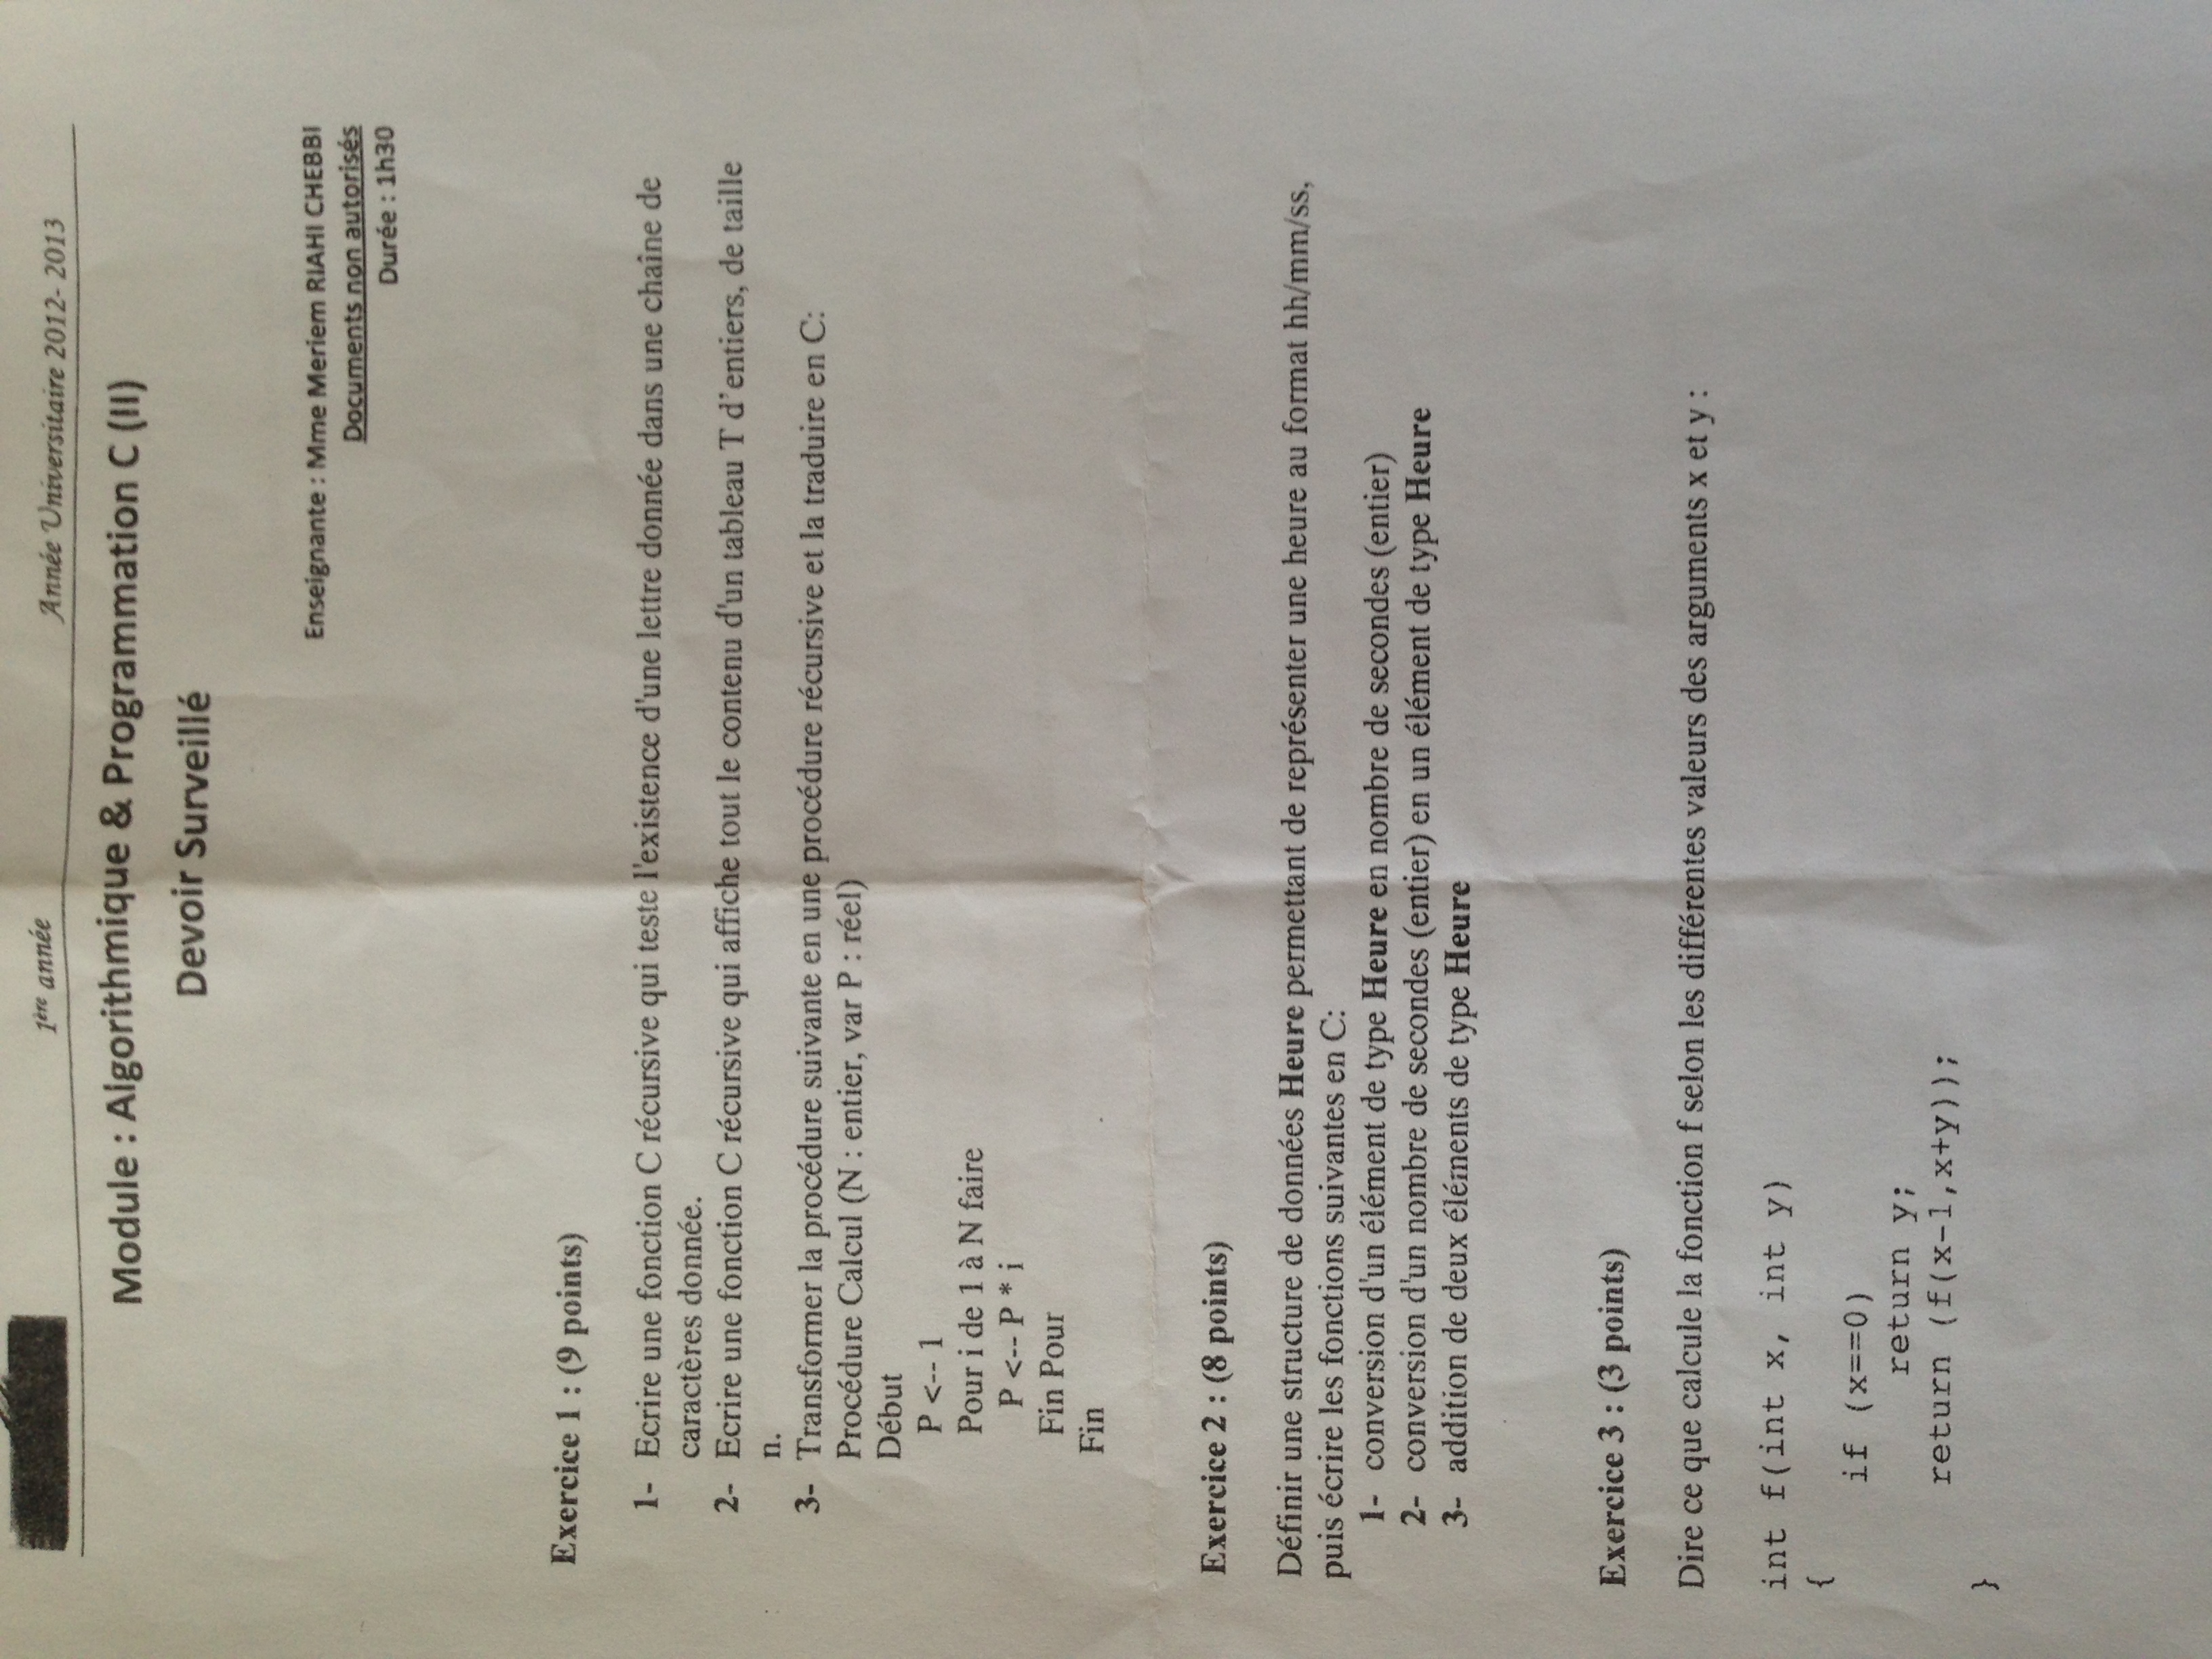 1ère année
Année Universitaire 2012- 2013
Module : Algorithmique & Programmation C (II)
Devoir Surveillé
Enseignante : Mme Meriem RIAHI CHEBBI
Documents non autorisés
Durée : 1h30
Exercice 1 : (9 points)
1- Ecrire une fonction C récursive qui teste l'existence d'une lettre donnée dans une chaîne de
caractères donnée.
2- Ecrire une fonction C récursive qui affiche tout le contenu d'un tableau T d'entiers, de taille
n.
3- Transformer la procédure suivante en une procédure récursive et la traduire en C:
Procédure Calcul (N : entier, var P : réel)
Début
P <-- 1
Pour i de 1 à N faire
P <-- P * i
Fin Pour
Fin
Exercice 2 : (8 points)
Définir une structure de données Heure permettant de représenter une heure au format hh/mm/ss,
puis écrire les fonctions suivantes en C:
1- conversion d'un élément de type Heure en nombre de secondes (entier)
2- conversion d'un nombre de secondes (entier) en un élément de type Heure
3- addition de deux éléments de type Heure
Exercice 3 : (3 points)
Dire ce que calcule la fonction f selon les différentes valeurs des arguments x et y :
int f(int x, int y)
{
if (x==0)
return y;
return (f(x-1,x+y));
}